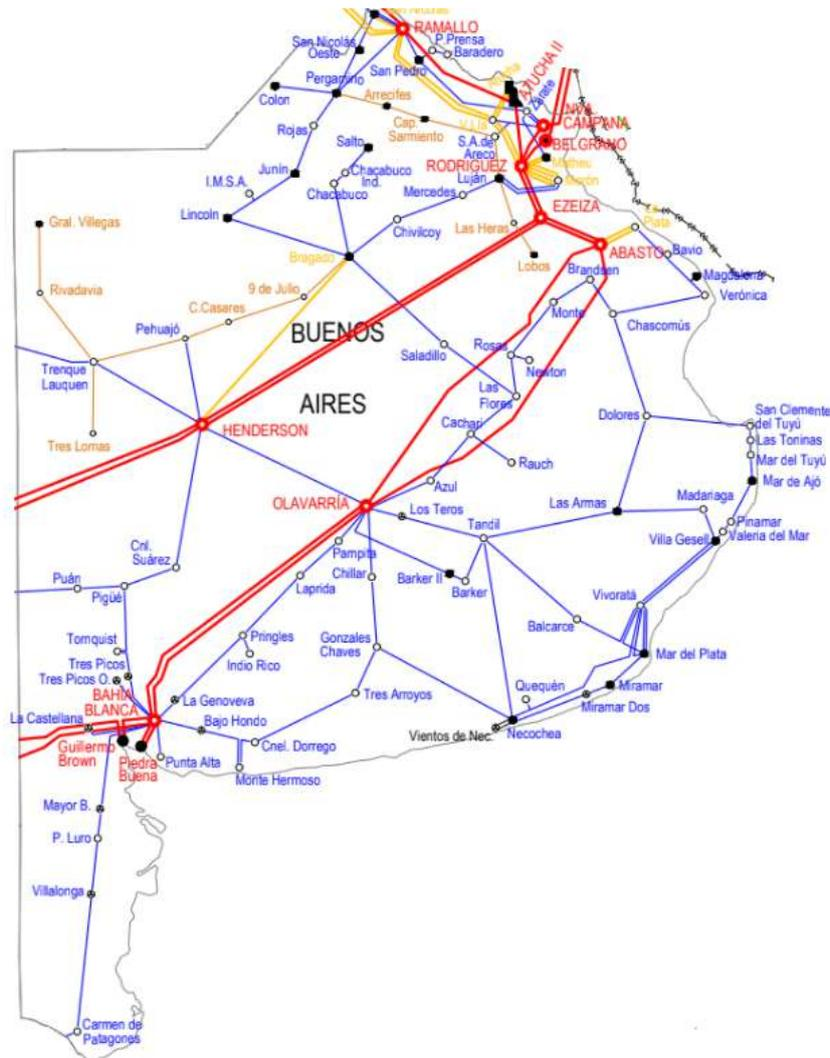 RAMALLO
P.Prensa
Baradero
San Nicolás
Oeste
San Pedro
Pergamino
Colon
Arrecifes
Cap.
Sarmiento
Rojas
Salto
ATUCHA II
Zárate
NVA
CAMPANA
BELGRANO
S.A.de
Areco
RODRIGUEZ
Matheu
Morón
Junín
I.M.S.A.
Chacabuco
Ind.
Chacabuco
Luján
Mercedes
Lincoln
Chivilcoy
EZEIZA
Gral. Villegas
Las Heras
Lobos
La
Plata
ABASTO
Bavio
Bragado
Brandsen
Magdalena
Verónica
Rivadavia
9 de Julio
C.Casares
Monte
Chascomús
Pehuajó
BUENOS
AIRES
Saladillo
Rosas
Newton
Trenque
Lauquen
Las
Flores
Tres Lomas
HENDERSON
Cachari
Rauch
Dolores
San Clemente
del Tuyú
Las Toninas
Mar del Tuyú
Mar de Ajó
Azul
OLAVARRÍA
Los Teros
Las Armas
Madariaga
Pinamar
Valeria del Mar
Villa Gesell
Tandil
Cnl.
Suárez
Pampita
Chillar
Barker II
Barker
Laprida
Puán
Pigüé
Vivoratá
Balcarce
Tornquist
Pringles
Indio Rico
Gonzales
Chaves
Mar del Plata
Tres Picos
Tres Picos O.
BAHÍA
BLANCA
La Genoveva
Tres Arroyos
Quequén
Miramar
Miramar Dos
La Castellana
Bajo Hondo
Necochea
Vientos de Nec.
Guillermo
Brown
Piedra
Buena
Punta Alta
Cnel. Dorrego
Monte Hermoso
Mayor B.
P. Luro
Villalonga
Carmen de
Patagones